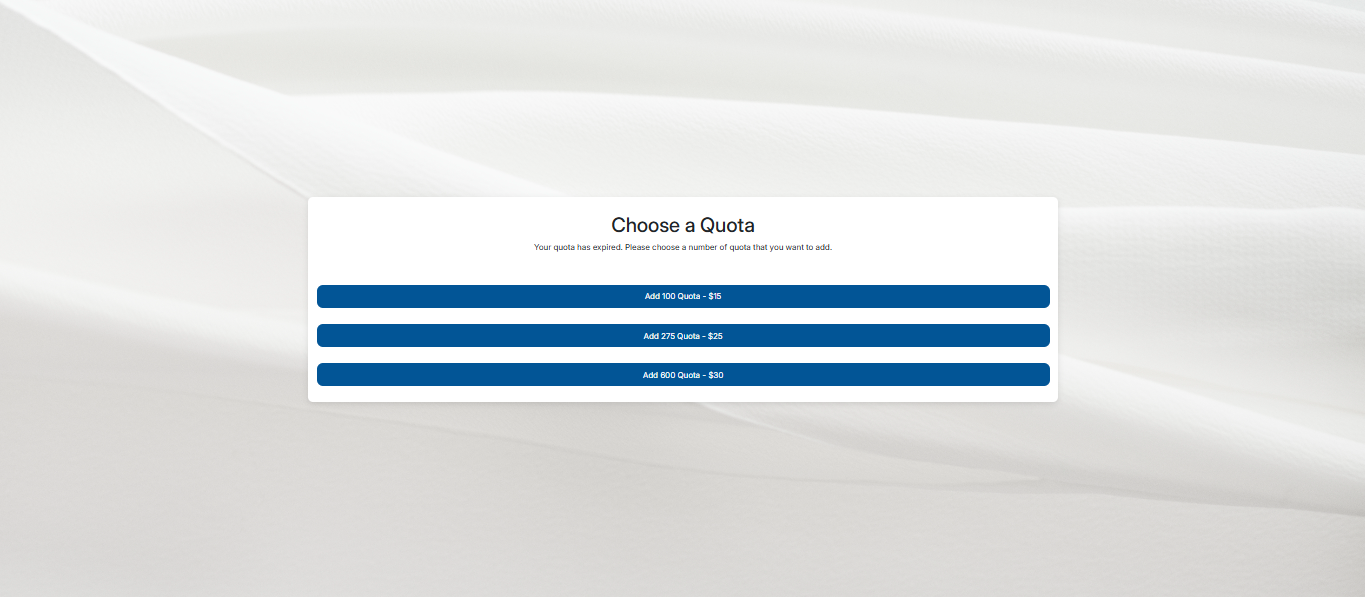 Choose a Quota
Your quota has expired. Please choose a number of quota that you want to add.
Add 100 Quota - $15
Add 275 Quota - $25
Add 600 Quota - $30